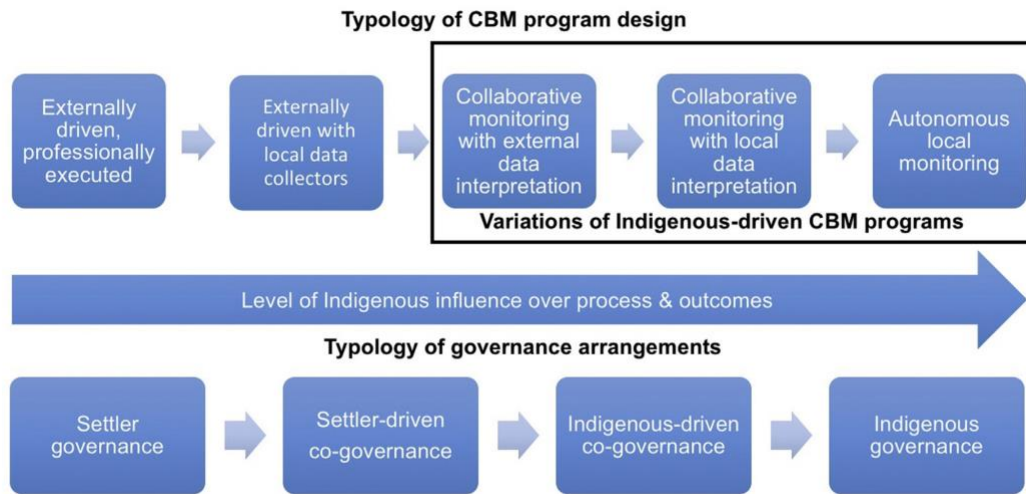 Typology of CBM program design
Externally
driven,
professionally
executed
Externally
driven with
local data
collectors
Collaborative
monitoring
with external
data
interpretation
Collaborative
monitoring
with local
data
interpretation
Autonomous
local
monitoring
Variations of Indigenous-driven CBM programs
Level of Indigenous influence over process & outcomes
Typology of governance arrangements
Settler
governance
Settler-driven
co-governance
Indigenous-driven
co-governance
Indigenous
governance